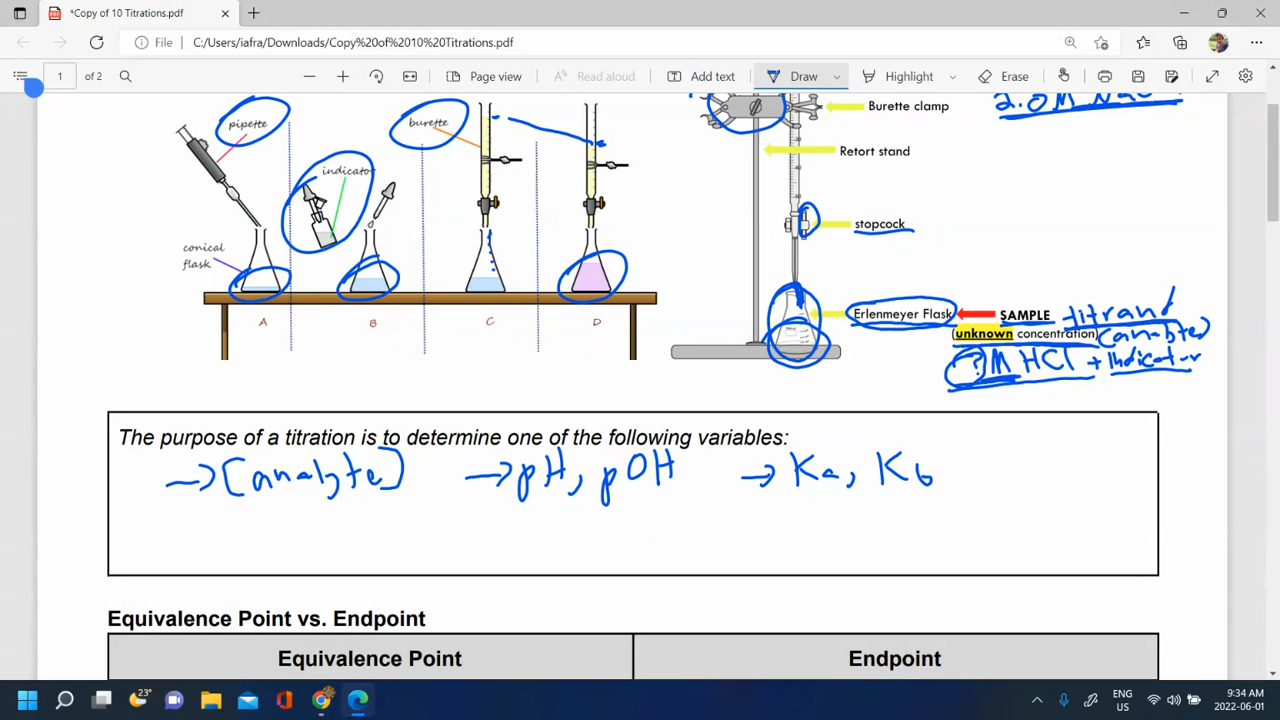 *Copy of 10 Titrations.pdf
File C:/Users/iafra/Downloads/Copy%20of%2010%20Titrations.pdf
1 of 2 Page view Read aloud Add text Draw Highlight Erase
pipette
burette
indicator
conical
flask
A B C D
Burette clamp
2.0M
Retort stand
stopcock
Erlenmeyer Flask SAMPLE titrand
(unknown concentration) (analyte)
?M HCl + Indicator
The purpose of a titration is to determine one of the following variables:
→ [analyte] → pH, pOH → Ka, Kb
Equivalence Point vs. Endpoint
Equivalence Point Endpoint
23°
ENG
US
9:34 AM
2022-06-01